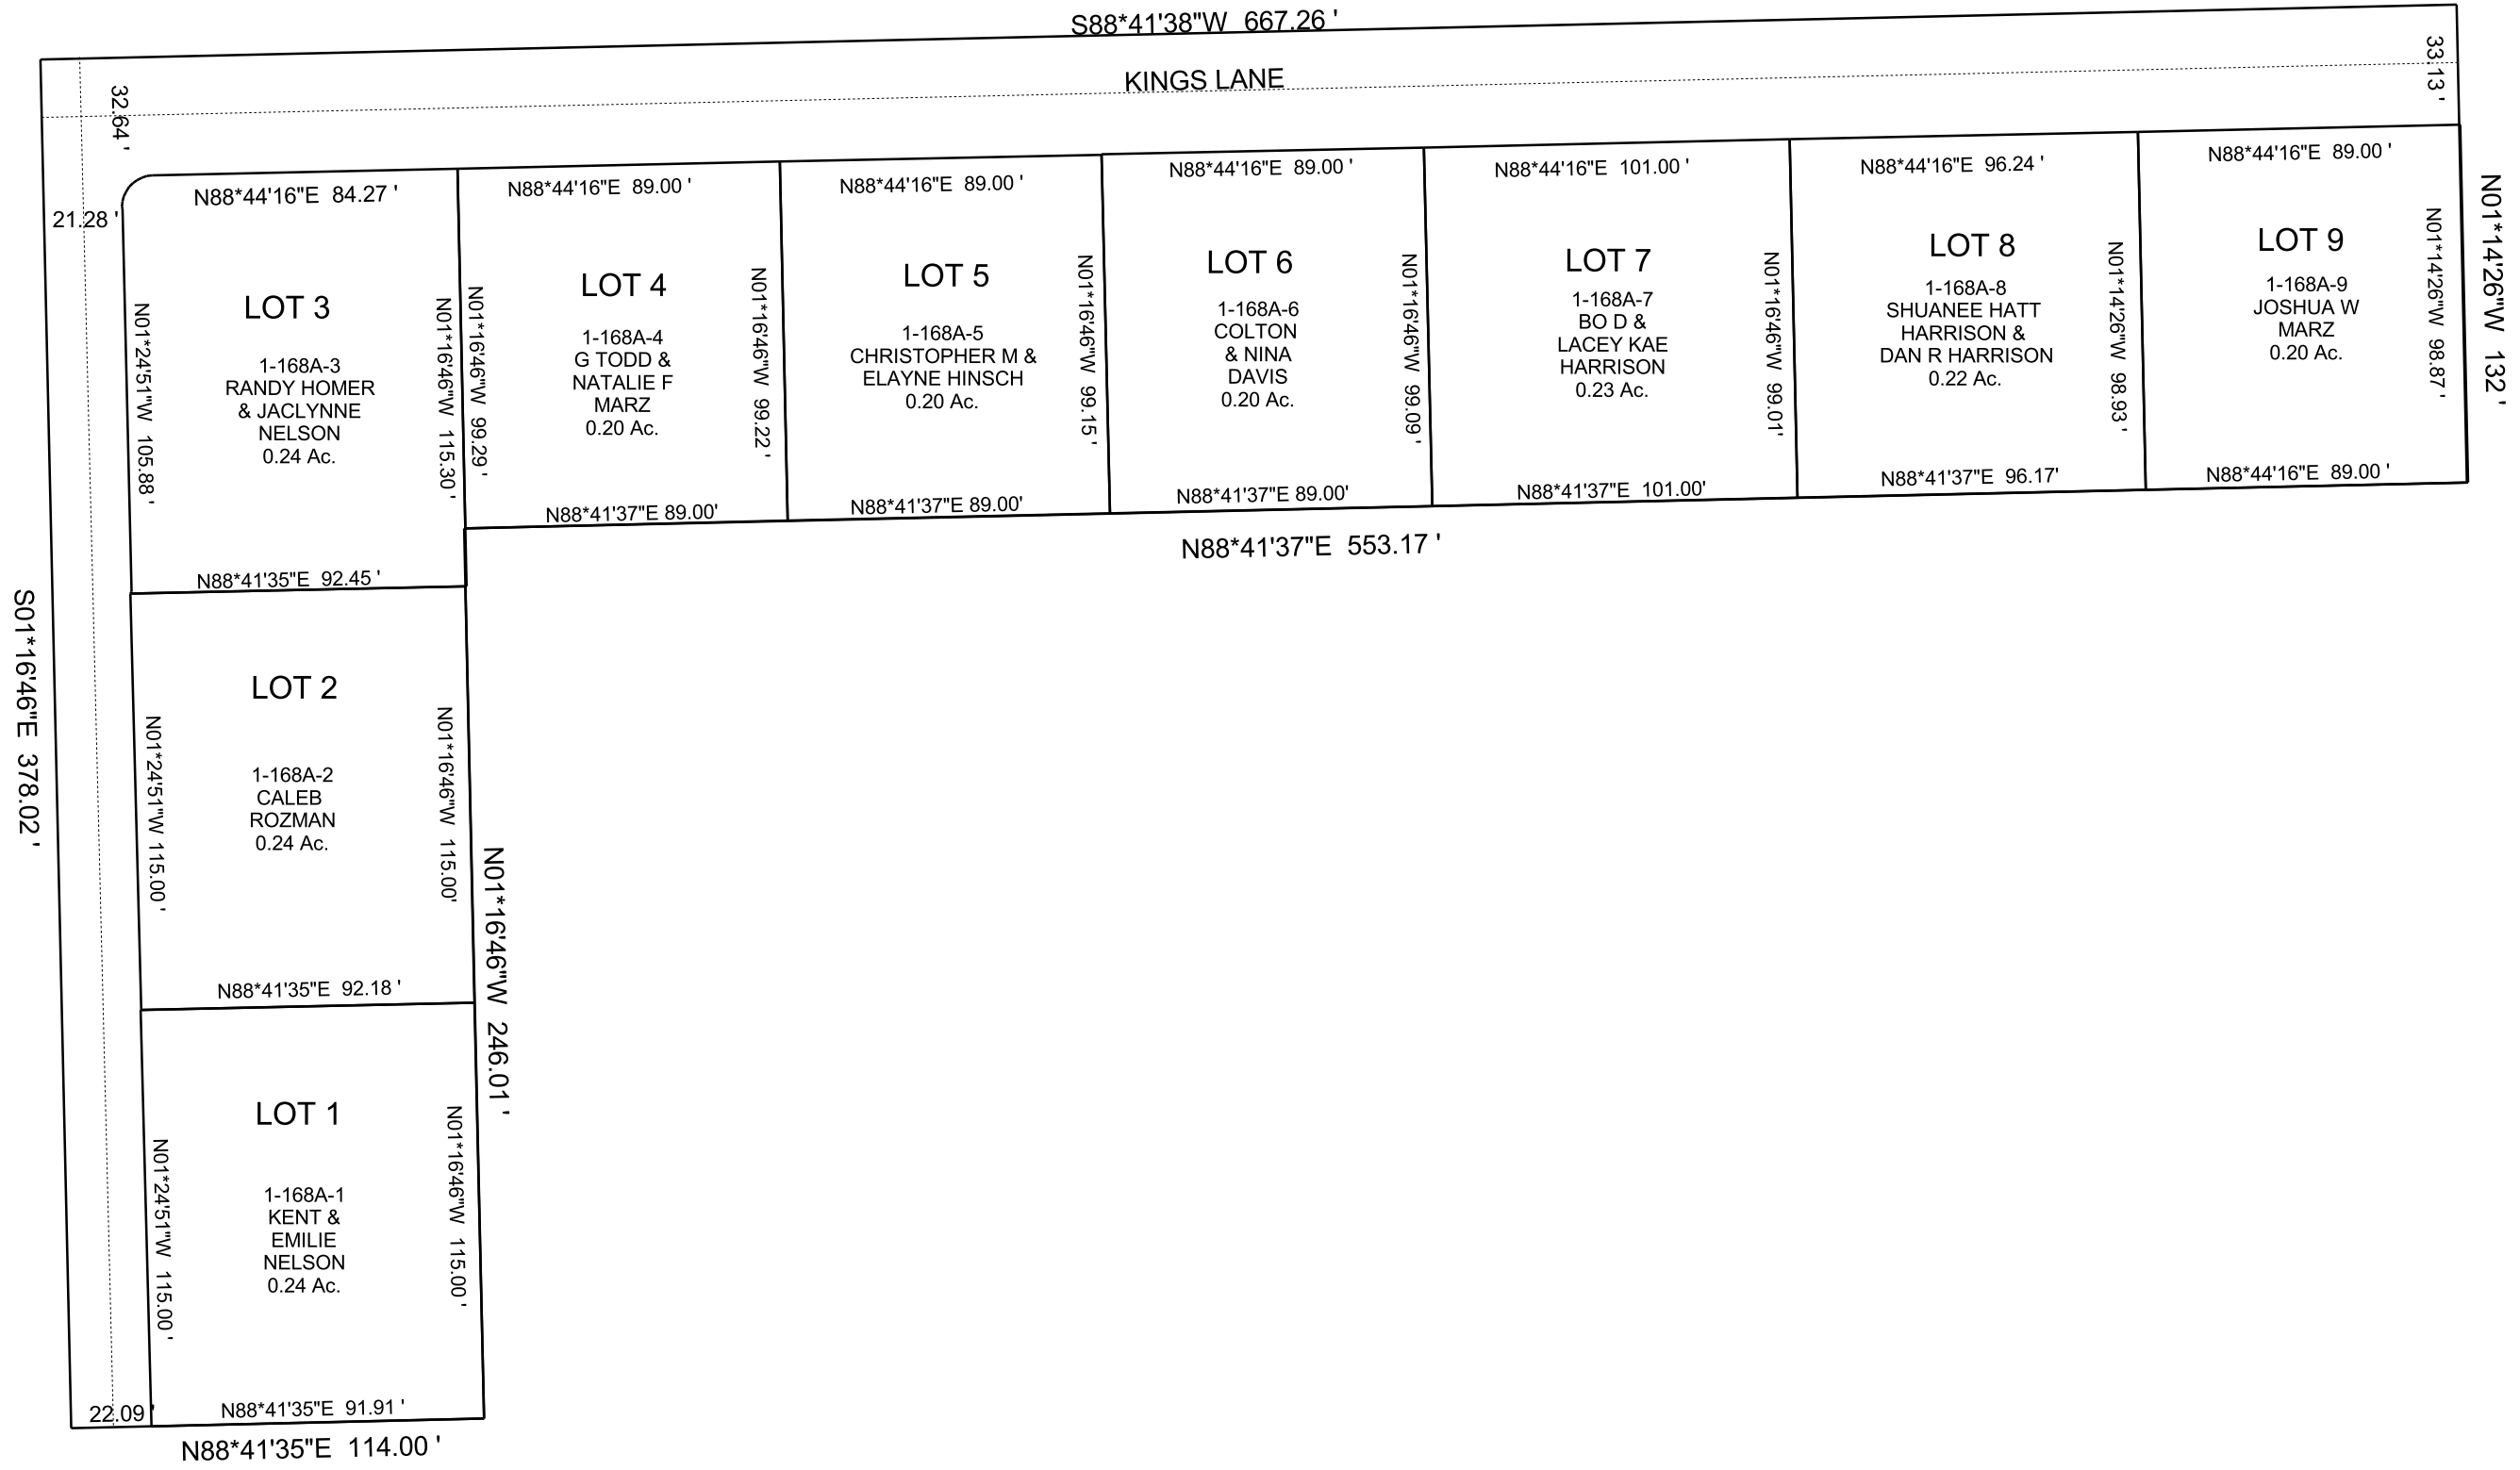 S88*41'38"W 667.26 '
KINGS LANE
33.13 '
32.64 '
21.28 '
N88*44'16"E 84.27 '
N88*44'16"E 89.00 '
N88*44'16"E 89.00 '
N88*44'16"E 89.00 '
N88*44'16"E 101.00 '
N88*44'16"E 96.24 '
N88*44'16"E 89.00 '
N01*14'26"W 132 '
LOT 3
1-168A-3
RANDY HOMER
& JACLYNNE
NELSON
0.24 Ac.
N01*24'51"W 105.88 '
N01*16'46"W 115.30 '
N88*41'35"E 92.45 '
N01*16'46"W 99.29 '
LOT 4
1-168A-4
G TODD &
NATALIE F
MARZ
0.20 Ac.
N01*16'46"W 99.22 '
N88*41'37"E 89.00'
LOT 5
1-168A-5
CHRISTOPHER M &
ELAYNE HINSCH
0.20 Ac.
N01*16'46"W 99.15 '
N88*41'37"E 89.00'
LOT 6
1-168A-6
COLTON
& NINA
DAVIS
0.20 Ac.
N01*16'46"W 99.09 '
N88*41'37"E 89.00'
LOT 7
1-168A-7
BO D &
LACEY KAE
HARRISON
0.23 Ac.
N01*16'46"W 99.01'
N88*41'37"E 101.00'
LOT 8
1-168A-8
SHUANEE HATT
HARRISON &
DAN R HARRISON
0.22 Ac.
N01*14'26"W 98.93 '
N88*41'37"E 96.17'
LOT 9
1-168A-9
JOSHUA W
MARZ
0.20 Ac.
N01*14'26"W 98.87 '
N88*44'16"E 89.00 '
N88*41'37"E 553.17 '
S01*16'46"E 378.02 '
LOT 2
1-168A-2
CALEB
ROZMAN
0.24 Ac.
N01*24'51"W 115.00 '
N01*16'46"W 115.00'
N88*41'35"E 92.18 '
N01*16'46"W 246.01 '
LOT 1
1-168A-1
KENT &
EMILIE
NELSON
0.24 Ac.
N01*24'51"W 115.00 '
N01*16'46"W 115.00 '
22.09 '
N88*41'35"E 91.91 '
N88*41'35"E 114.00 '